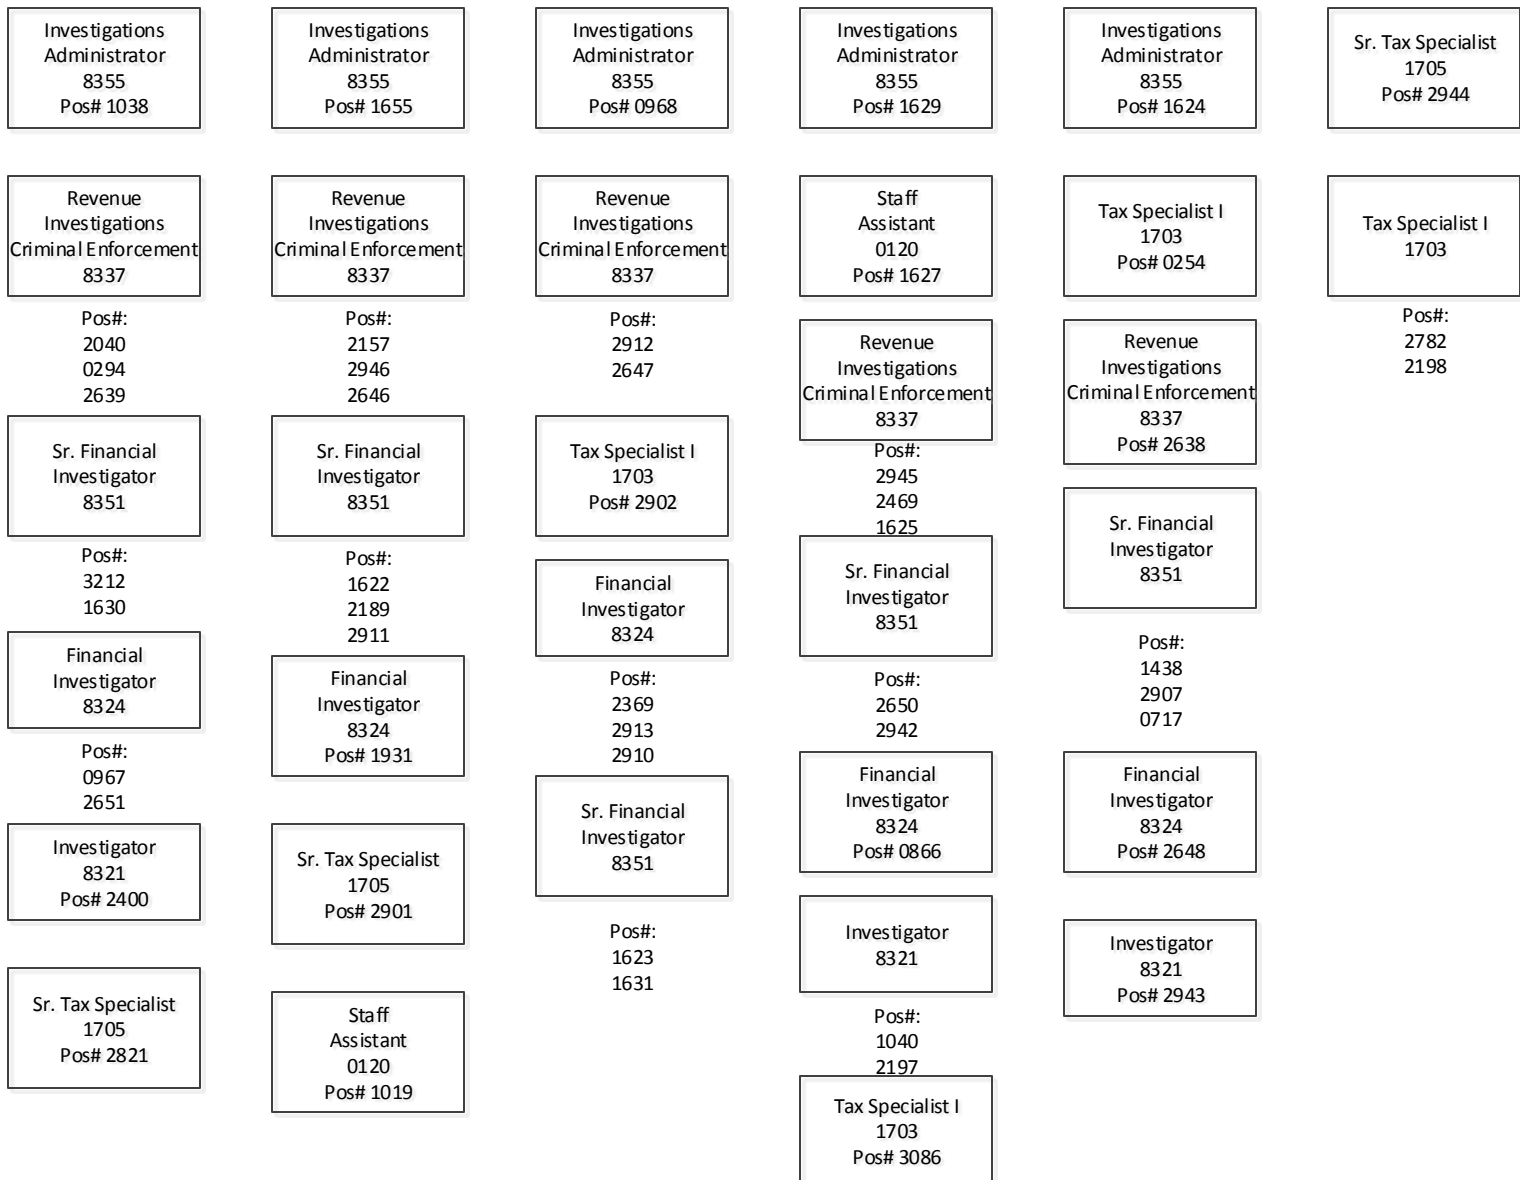 Investigations
Administrator
8355
Pos# 1038
Revenue
Investigations
Criminal Enforcement
8337
Pos#:
2040
0294
2639
Sr. Financial
Investigator
8351
Pos#:
3212
1630
Financial
Investigator
8324
Pos#:
0967
2651
Investigator
8321
Pos# 2400
Sr. Tax Specialist
1705
Pos# 2821
Investigations
Administrator
8355
Pos# 1655
Revenue
Investigations
Criminal Enforcement
8337
Pos#:
2157
2946
2646
Sr. Financial
Investigator
8351
Pos#:
1622
2189
2911
Financial
Investigator
8324
Pos# 1931
Sr. Tax Specialist
1705
Pos# 2901
Staff
Assistant
0120
Pos# 1019
Investigations
Administrator
8355
Pos# 0968
Revenue
Investigations
Criminal Enforcement
8337
Pos#:
2912
2647
Tax Specialist I
1703
Pos# 2902
Financial
Investigator
8324
Pos#:
2369
2913
2910
Sr. Financial
Investigator
8351
Pos#:
1623
1631
Investigations
Administrator
8355
Pos# 1629
Staff
Assistant
0120
Pos# 1627
Revenue
Investigations
Criminal Enforcement
8337
Pos#:
2945
2469
1625
Sr. Financial
Investigator
8351
Pos#:
2650
2942
Financial
Investigator
8324
Pos# 0866
Investigator
8321
Pos#:
1040
2197
Tax Specialist I
1703
Pos# 3086
Investigations
Administrator
8355
Pos# 1624
Tax Specialist I
1703
Pos# 0254
Revenue
Investigations
Criminal Enforcement
8337
Pos# 2638
Sr. Financial
Investigator
8351
Pos#:
1438
2907
0717
Financial
Investigator
8324
Pos# 2648
Investigator
8321
Pos# 2943
Sr. Tax Specialist
1705
Pos# 2944
Tax Specialist I
1703
Pos#:
2782
2198